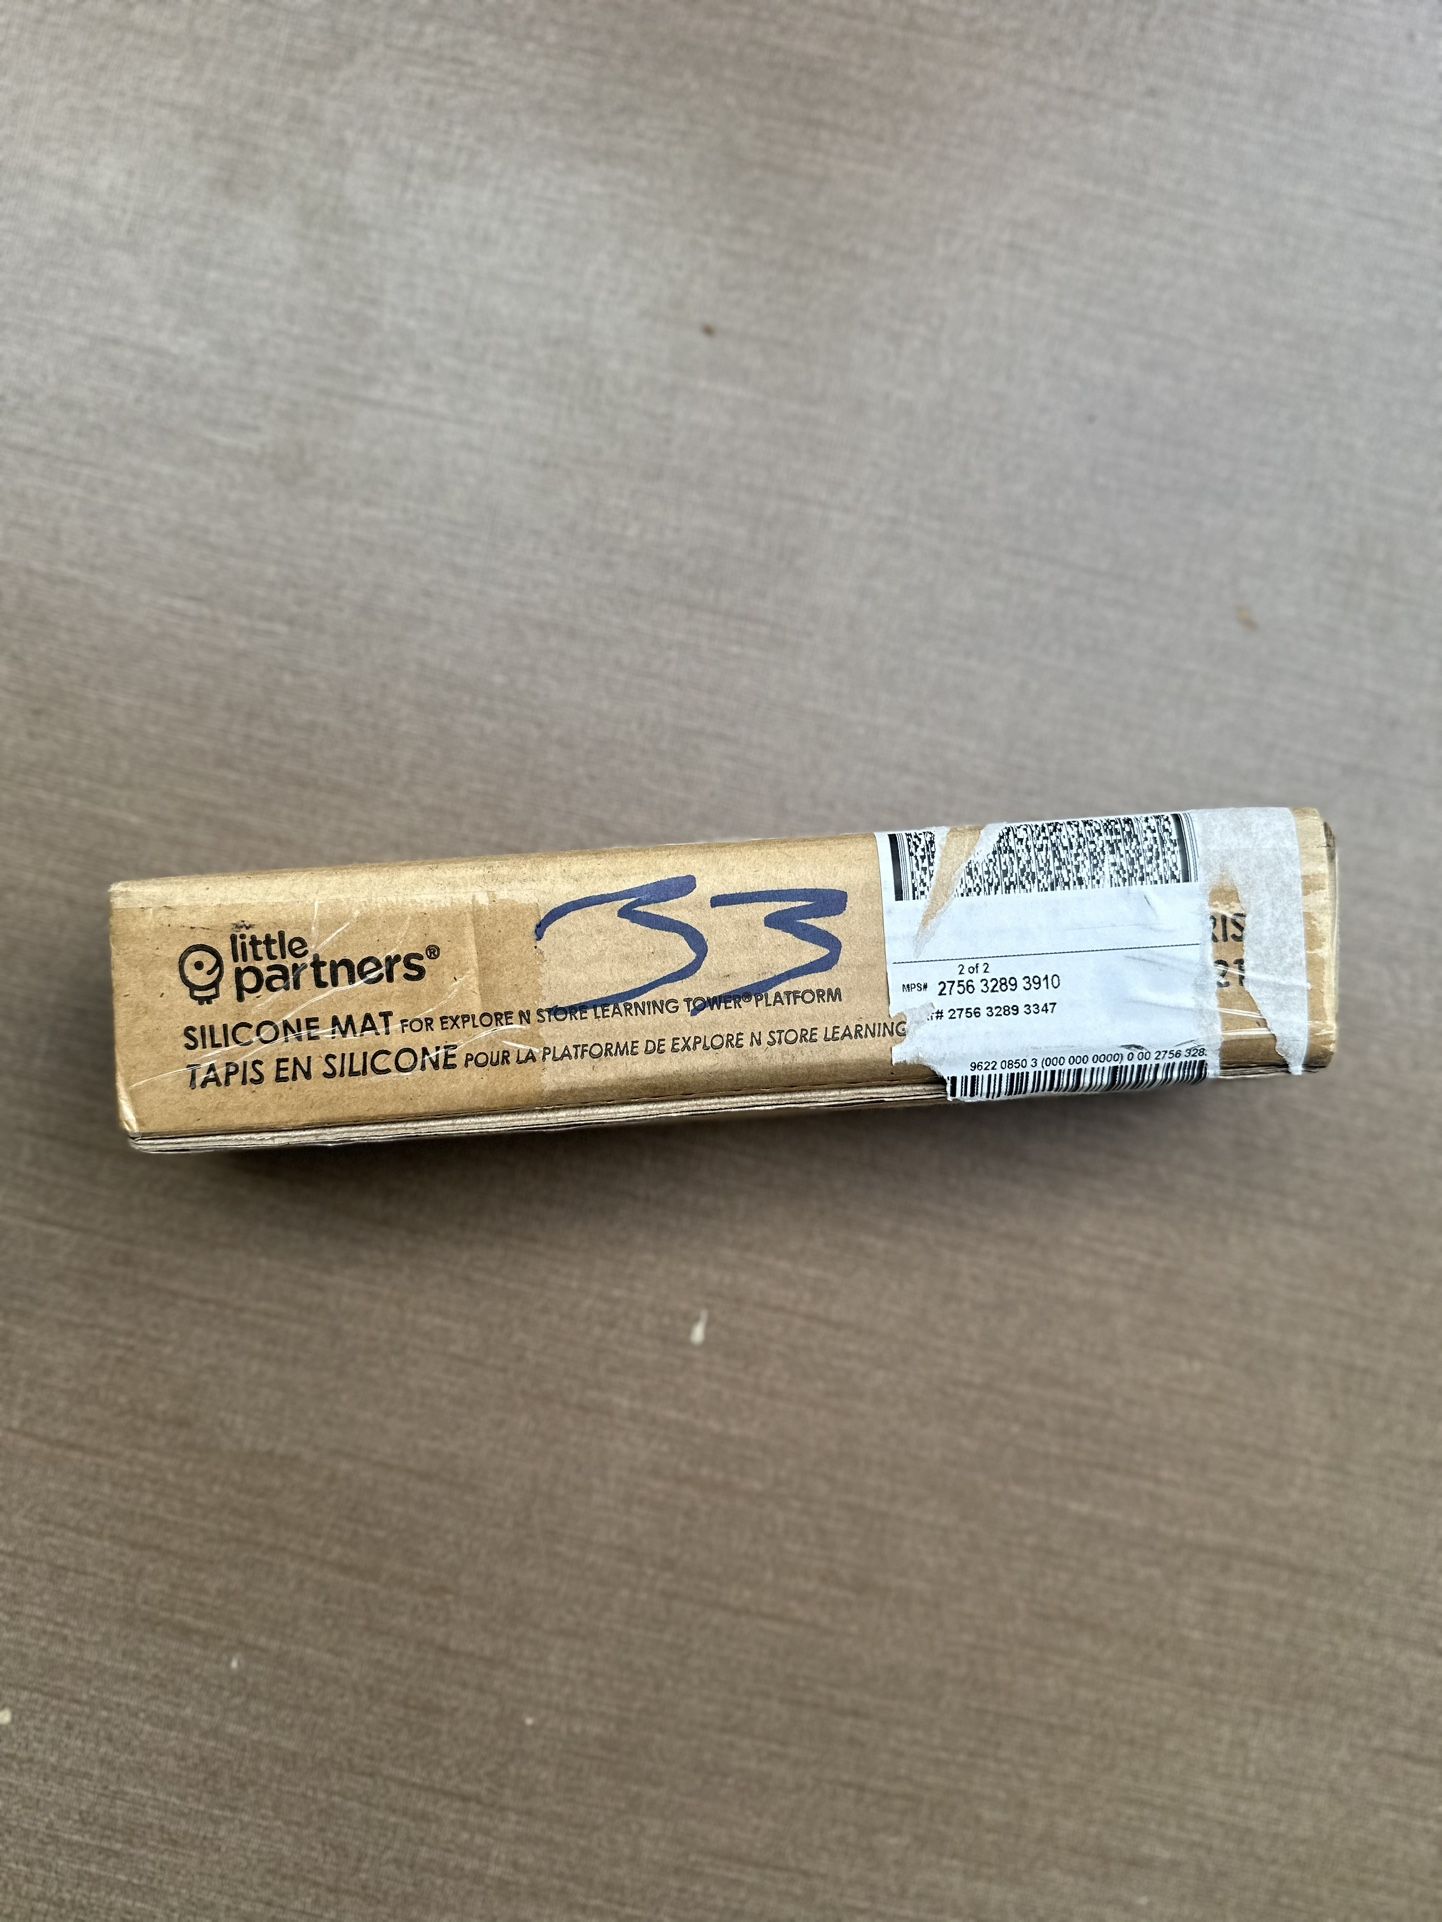 little
partners®
SILICONE MAT FOR EXPLORE N STORE LEARNING TOWER® PLATFORM
TAPIS EN SILICONE POUR LA PLATFORME DE EXPLORE N STORE LEARNING
33
2 of 2
MPS# 2756 3289 3910
# 2756 3289 3347
9622 0850 3 (000 000 0000) 0 00 2756 328